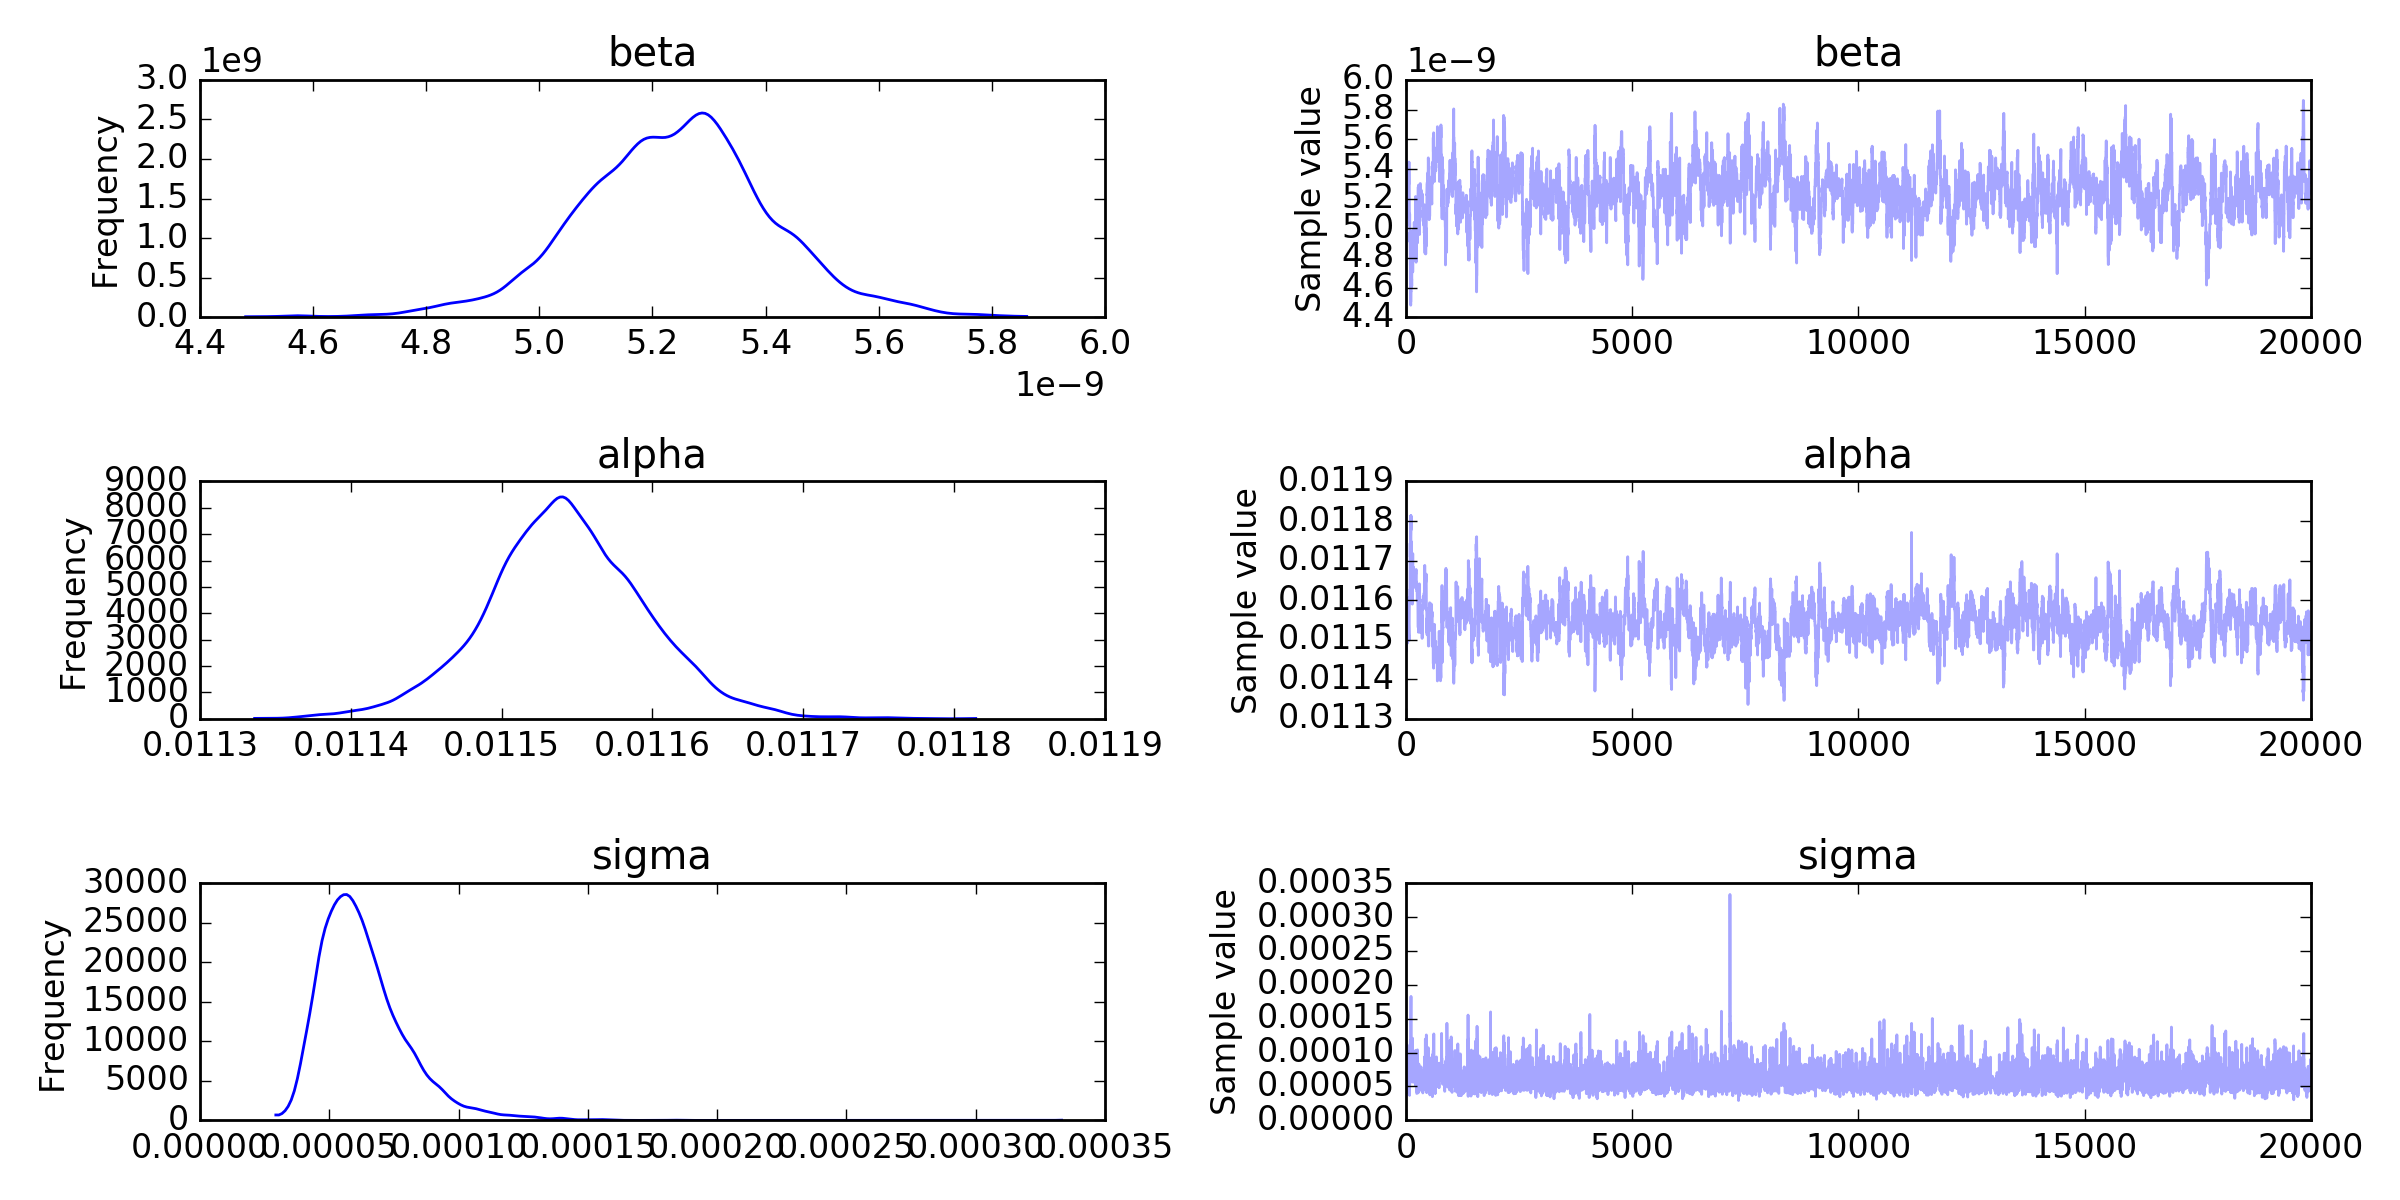 beta
1e9
Frequency
3.0
2.5
2.0
1.5
1.0
0.5
0.0
4.4 4.6 4.8 5.0 5.2 5.4 5.6 5.8 6.0
1e−9
beta
1e−9
Sample value
6.0
5.8
5.6
5.4
5.2
5.0
4.8
4.6
4.4
0 5000 10000 15000 20000
alpha
Frequency
9000
8000
7000
6000
5000
4000
3000
2000
1000
0
0.0113 0.0114 0.0115 0.0116 0.0117 0.0118 0.0119
alpha
Sample value
0.0119
0.0118
0.0117
0.0116
0.0115
0.0114
0.0113
0 5000 10000 15000 20000
sigma
Frequency
30000
25000
20000
15000
10000
5000
0
0.00000 0.00005 0.00010 0.00015 0.00020 0.00025 0.00030 0.00035
sigma
Sample value
0.00035
0.00030
0.00025
0.00020
0.00015
0.00010
0.00005
0.00000
0 5000 10000 15000 20000